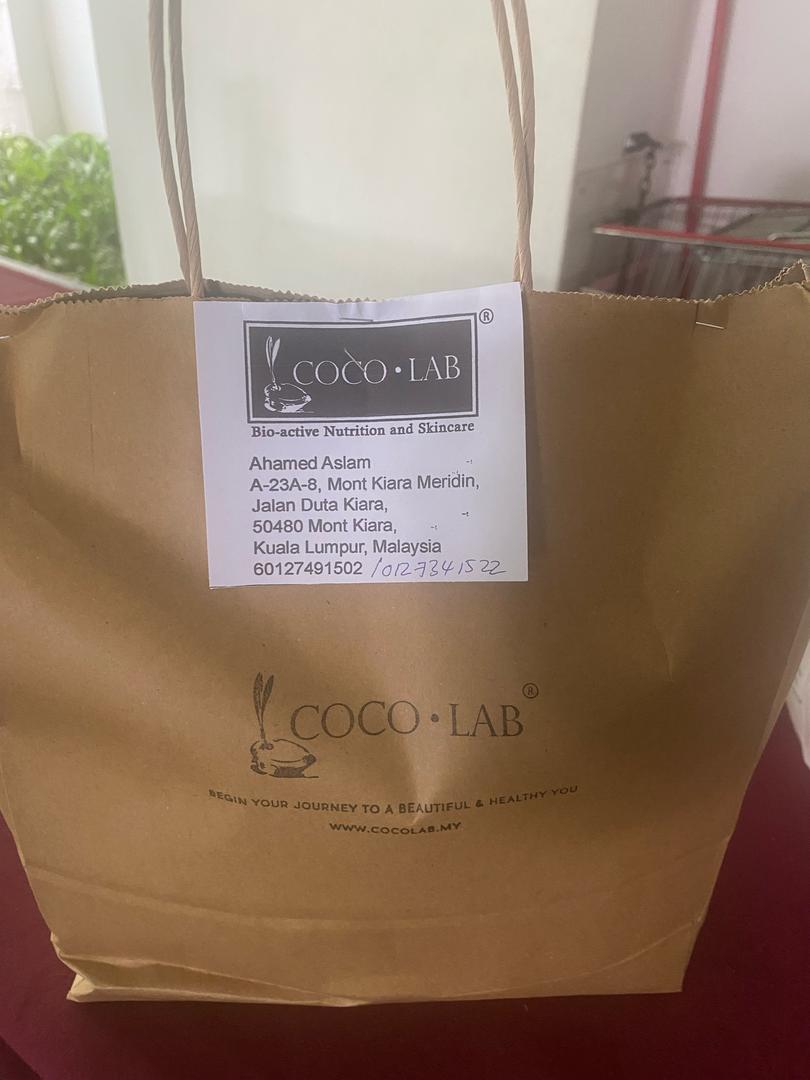 COCO • LAB ®
Bio-active Nutrition and Skincare
Ahamed Aslam
A-23A-8, Mont Kiara Meridin,
Jalan Duta Kiara,
50480 Mont Kiara,
Kuala Lumpur, Malaysia
60127491502 /0127341522
COCO • LAB ®
BEGIN YOUR JOURNEY TO A BEAUTIFUL & HEALTHY YOU
WWW.COCOLAB.MY